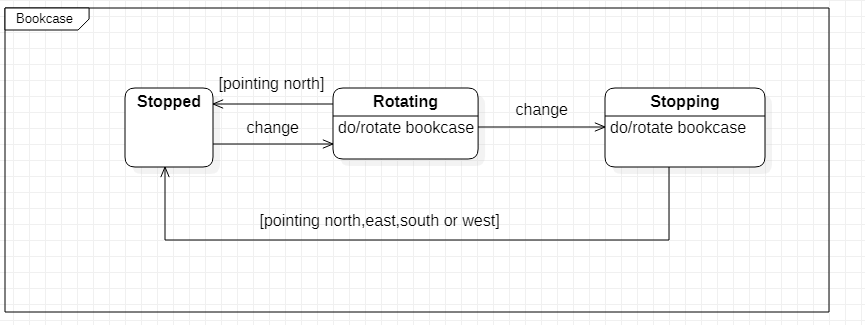 Bookcase
[pointing north]
Stopped
Rotating
Stopping
change
change
do/rotate bookcase
do/rotate bookcase
[pointing north,east,south or west]